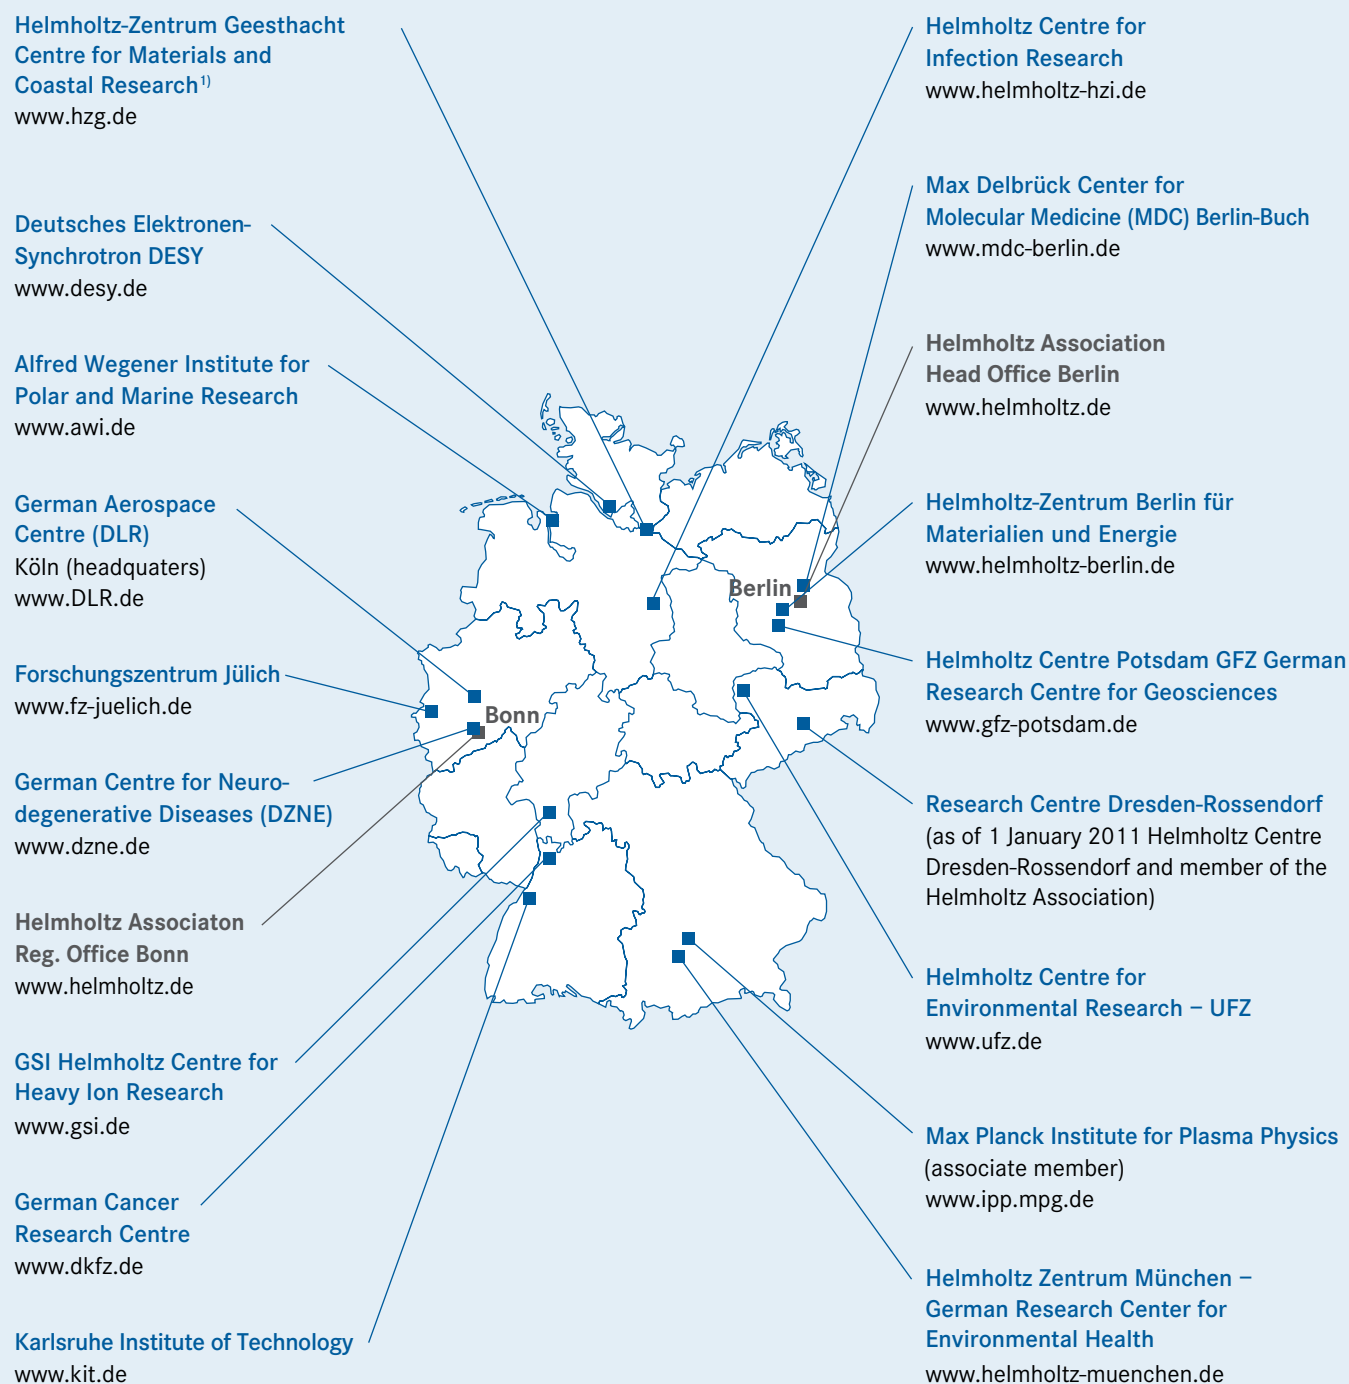 Helmholtz-Zentrum Geesthacht
Centre for Materials and
Coastal Research¹⁾
www.hzg.de
Deutsches Elektronen-
Synchrotron DESY
www.desy.de
Alfred Wegener Institute for
Polar and Marine Research
www.awi.de
German Aerospace
Centre (DLR)
Köln (headquaters)
www.DLR.de
Forschungszentrum Jülich
www.fz-juelich.de
German Centre for Neuro-
degenerative Diseases (DZNE)
www.dzne.de
Helmholtz Associaton
Reg. Office Bonn
www.helmholtz.de
GSI Helmholtz Centre for
Heavy Ion Research
www.gsi.de
German Cancer
Research Centre
www.dkfz.de
Karlsruhe Institute of Technology
www.kit.de
Berlin
Bonn
Helmholtz Centre for
Infection Research
www.helmholtz-hzi.de
Max Delbrück Center for
Molecular Medicine (MDC) Berlin-Buch
www.mdc-berlin.de
Helmholtz Association
Head Office Berlin
www.helmholtz.de
Helmholtz-Zentrum Berlin für
Materialien und Energie
www.helmholtz-berlin.de
Helmholtz Centre Potsdam GFZ German
Research Centre for Geosciences
www.gfz-potsdam.de
Research Centre Dresden-Rossendorf
(as of 1 January 2011 Helmholtz Centre
Dresden-Rossendorf and member of the
Helmholtz Association)
Helmholtz Centre for
Environmental Research – UFZ
www.ufz.de
Max Planck Institute for Plasma Physics
(associate member)
www.ipp.mpg.de
Helmholtz Zentrum München –
German Research Center for
Environmental Health
www.helmholtz-muenchen.de